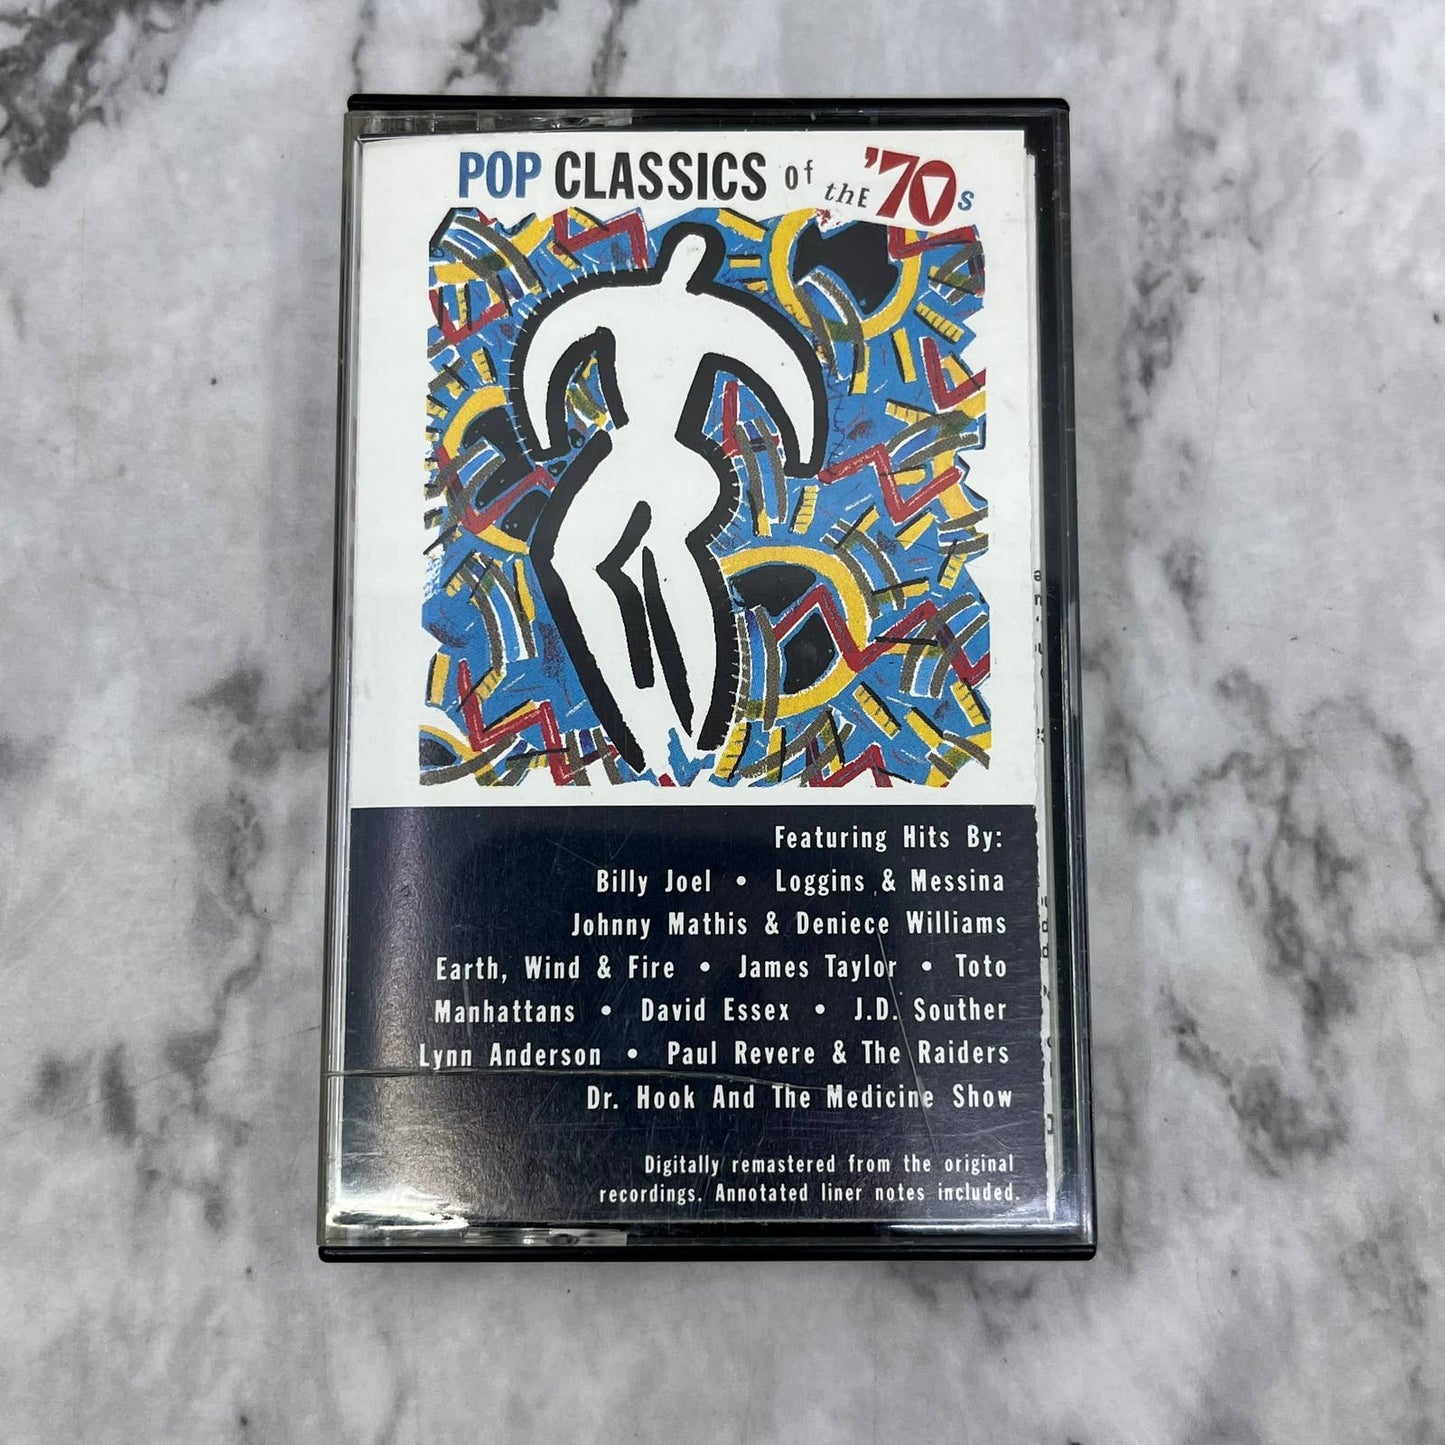 POP CLASSICS of thE '70s
Featuring Hits By:
Billy Joel • Loggins & Messina
Johnny Mathis & Deniece Williams
Earth, Wind & Fire • James Taylor • Toto
Manhattans • David Essex • J.D. Souther
Lynn Anderson • Paul Revere & The Raiders
Dr. Hook And The Medicine Show
Digitally remastered from the original
recordings. Annotated liner notes included.